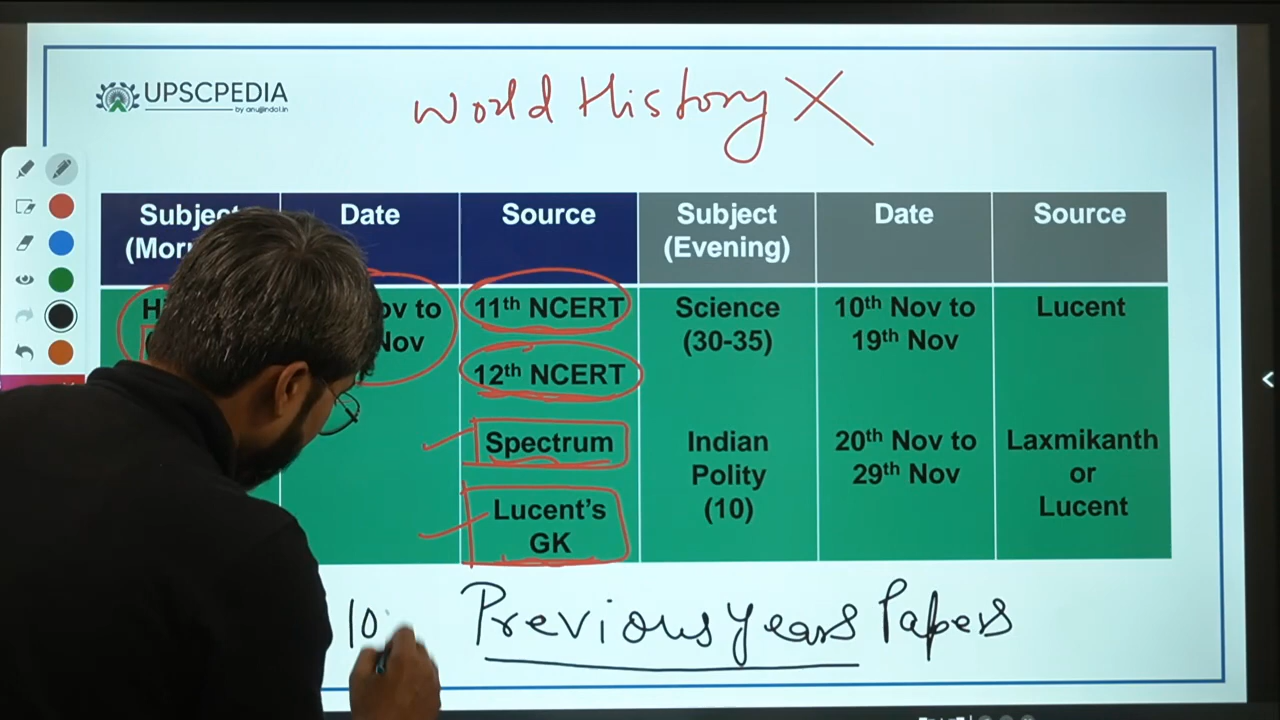 World History X
UPSCPEDIA
by anujjindol.in
Date Source Subject Date Source
(Evening)
11th NCERT Science 10th Nov to Lucent
Nov (30-35) 19th Nov
12th NCERT
Spectrum Indian 20th Nov to Laxmikanth
Polity 29th Nov or
Lucent's (10) Lucent
GK
10 Previous years Papers